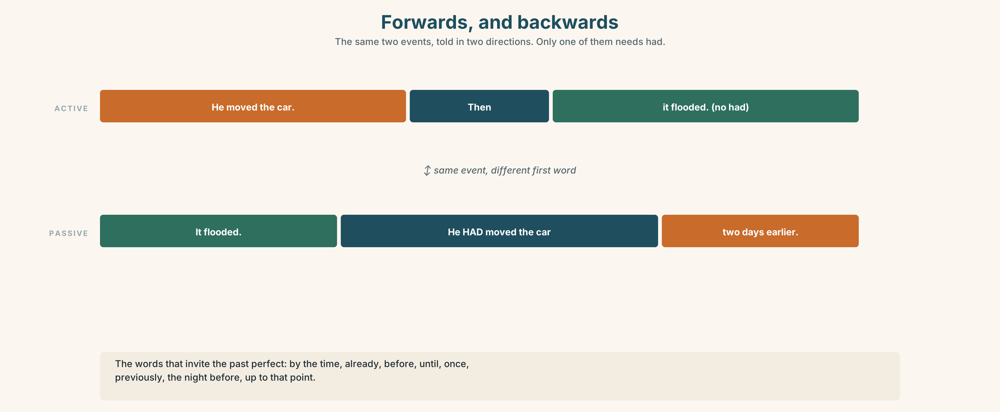 Forwards, and backwards
The same two events, told in two directions. Only one of them needs had.
ACTIVE
He moved the car.
Then
it flooded. (no had)
↕ same event, different first word
PASSIVE
It flooded.
He HAD moved the car
two days earlier.
The words that invite the past perfect: by the time, already, before, until, once,
previously, the night before, up to that point.